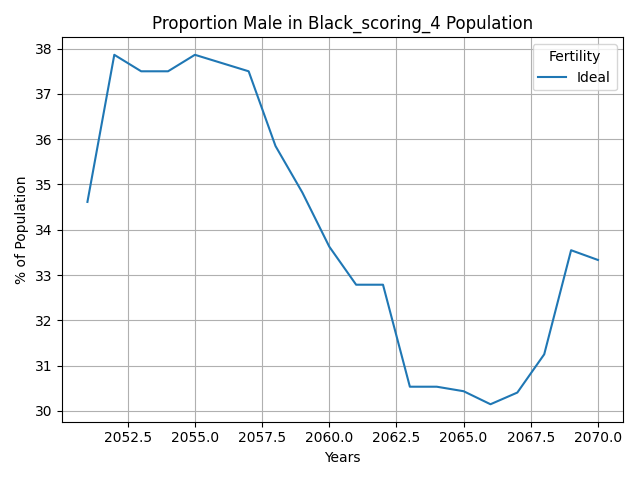 Proportion Male in Black_scoring_4 Population
Fertility
Ideal
% of Population
38
37
36
35
34
33
32
31
30
2052.5 2055.0 2057.5 2060.0 2062.5 2065.0 2067.5 2070.0
Years